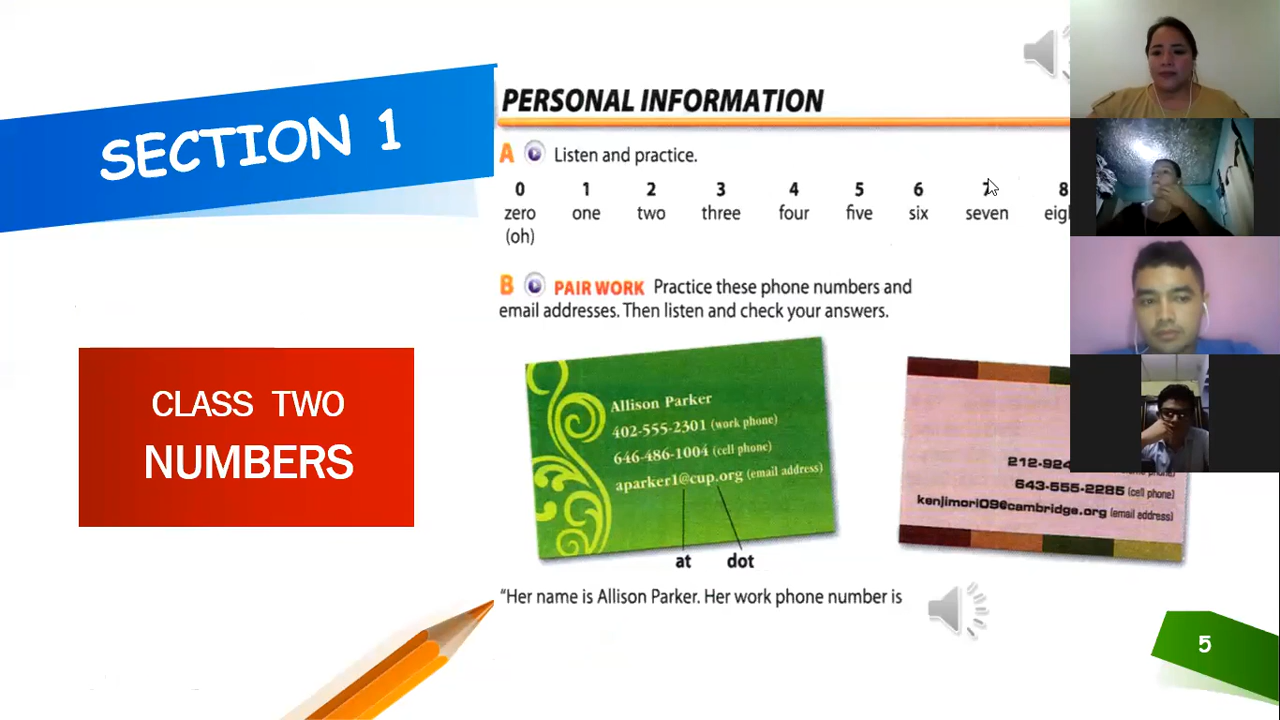 SECTION 1
CLASS TWO
NUMBERS
PERSONAL INFORMATION
A Listen and practice.
0 1 2 3 4 5 6 7 8
zero one two three four five six seven
(oh)
B PAIR WORK Practice these phone numbers and
email addresses. Then listen and check your answers.
Allison Parker
402-555-2301 (work phone)
646-486-1004 (cell phone)
aparker1@cup.org (email address)
at dot
212-924
643-555-2285 (cell phone)
kenjimori09@cambridge.org (email address)
"Her name is Allison Parker. Her work phone number is
5